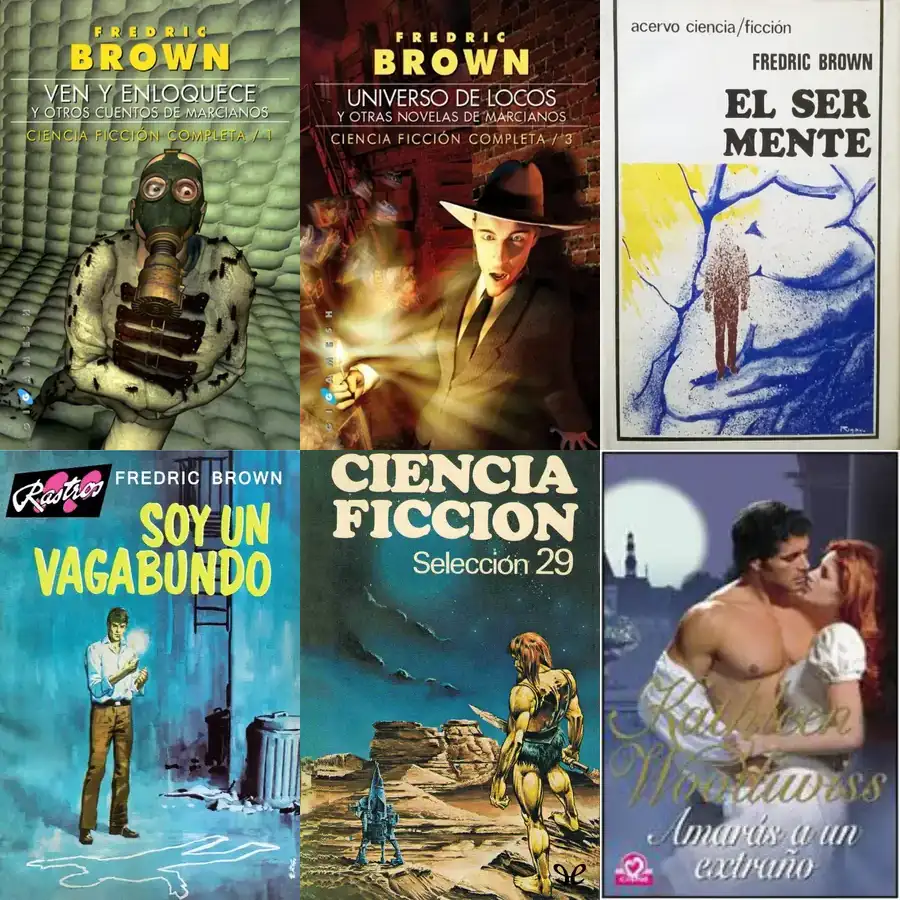 FREDRIC
BROWN
VEN Y ENLOQUECE
Y OTROS CUENTOS DE MARCIANOS
CIENCIA FICCIÓN COMPLETA / 1
GIGAMESH
FREDRIC
BROWN
UNIVERSO DE LOCOS
Y OTRAS NOVELAS DE MARCIANOS
CIENCIA FICCIÓN COMPLETA / 3
GIGAMESH
acervo ciencia/ficción
FREDRIC BROWN
EL SER
MENTE
Rastros
FREDRIC BROWN
SOY UN
VAGABUNDO
CIENCIA
FICCION
Selección 29
Kathleen
Woodiwiss
Amarás a un
extraño